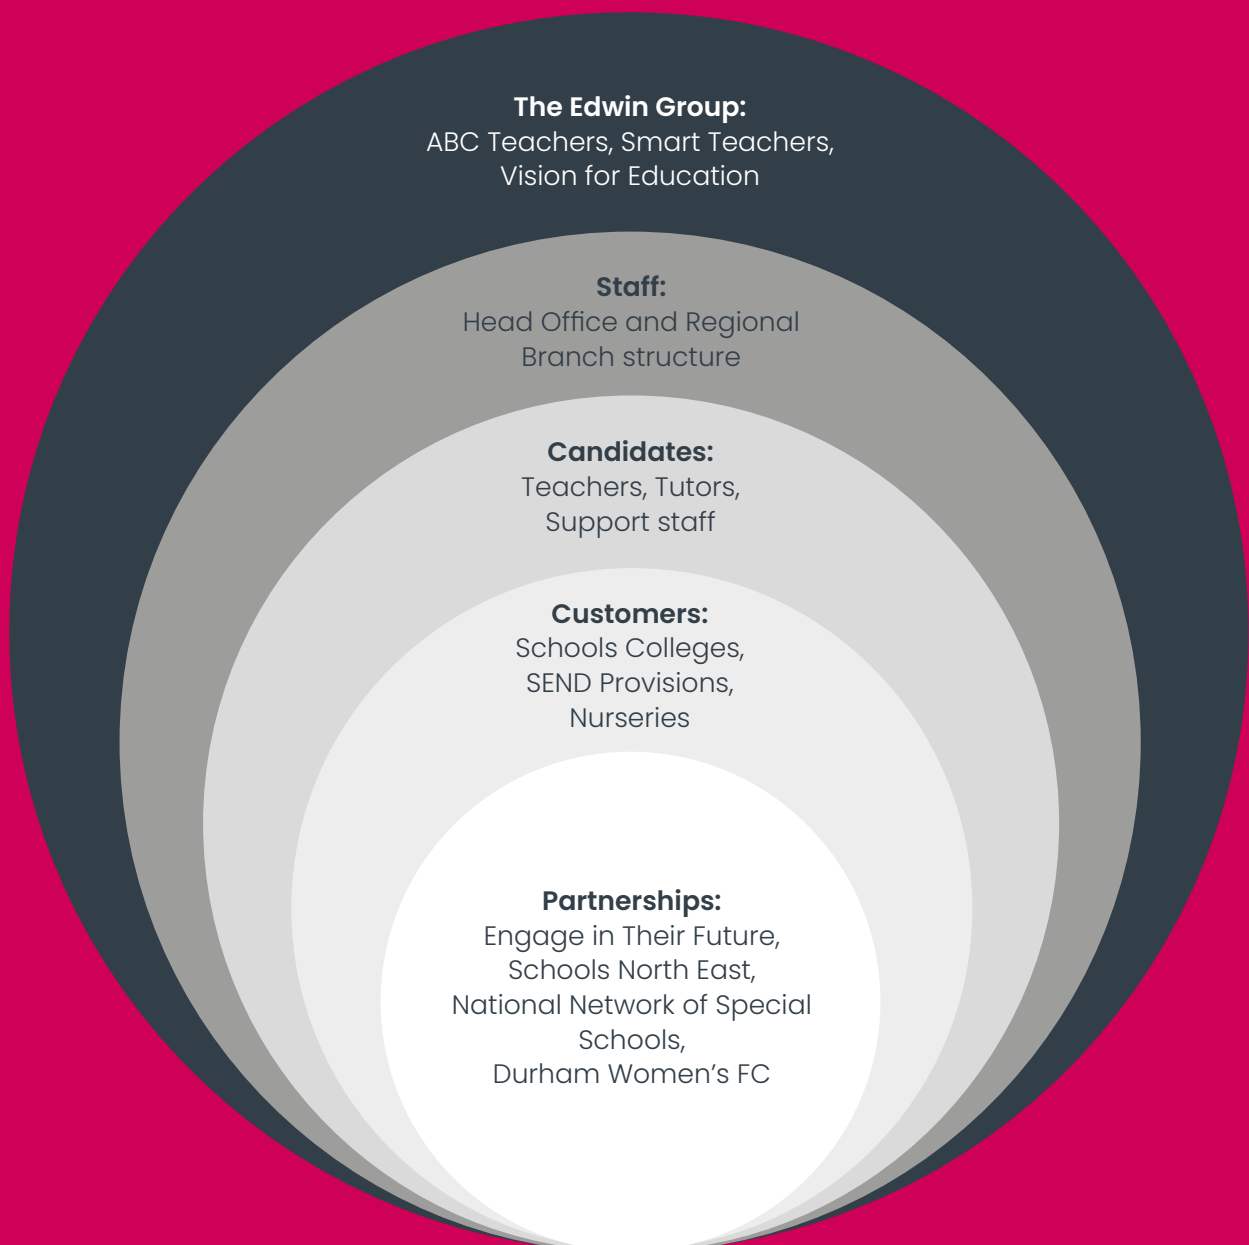 The Edwin Group:
ABC Teachers, Smart Teachers,
Vision for Education
Staff:
Head Office and Regional
Branch structure
Candidates:
Teachers, Tutors,
Support staff
Customers:
Schools Colleges,
SEND Provisions,
Nurseries
Partnerships:
Engage in Their Future,
Schools North East,
National Network of Special
Schools,
Durham Women’s FC